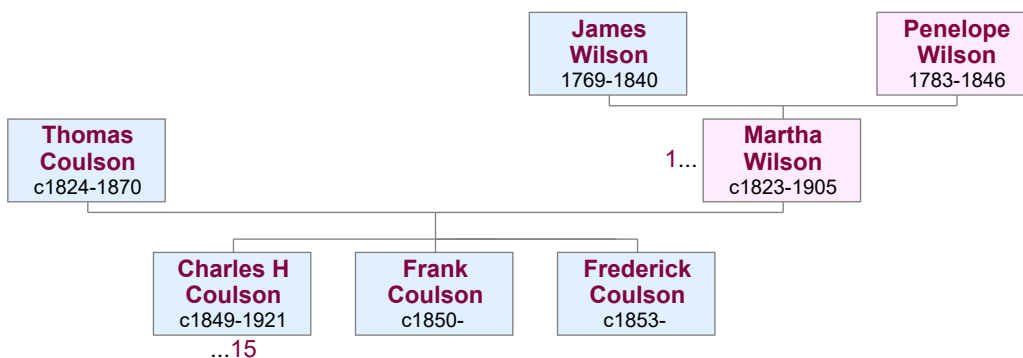 James
Wilson
1769-1840
Penelope
Wilson
1783-1846
Thomas
Coulson
c1824-1870
1...
Martha
Wilson
c1823-1905
Charles H
Coulson
c1849-1921
...15
Frank
Coulson
c1850-
Frederick
Coulson
c1853-